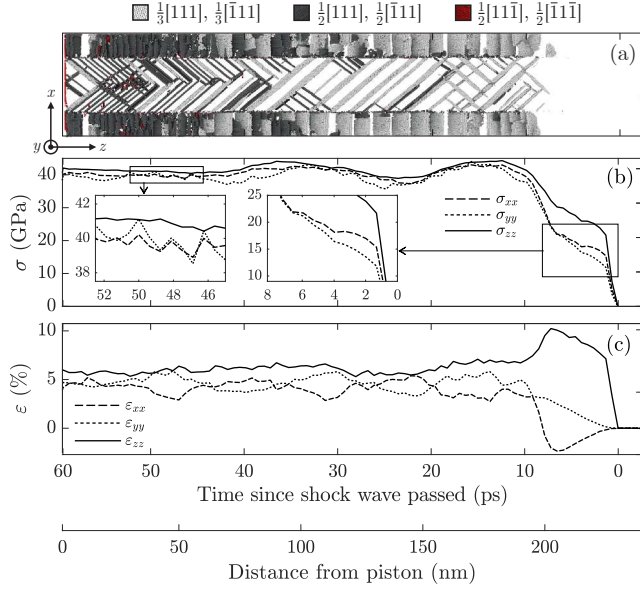 ⅓[111], ⅓[1̅11] ½[111], ½[1̅11] ½[111̅], ½[1̅11̅]
(a)
x
y z
(b)
40
30
20
10
0
σ (GPa)
σxx
σyy
σzz
42
40
38
52 50 48 46
25
20
15
10
8 6 4 2 0
(c)
10
5
0
ε (%)
εxx
εyy
εzz
60 50 40 30 20 10 0
Time since shock wave passed (ps)
0 50 100 150 200
Distance from piston (nm)